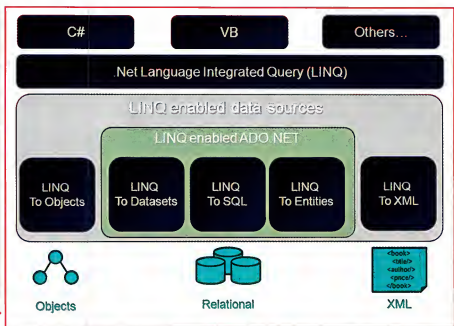 C#
VB
Others...
.Net Language Integrated Query (LINQ)
LINQ enabled data sources
LINQ enabled ADO.NET
LINQ
To Objects
LINQ
To Datasets
LINQ
To SQL
LINQ
To Entities
LINQ
To XML
<book>
<title/>
<author/>
<price/>
</book>
Objects
Relational
XML